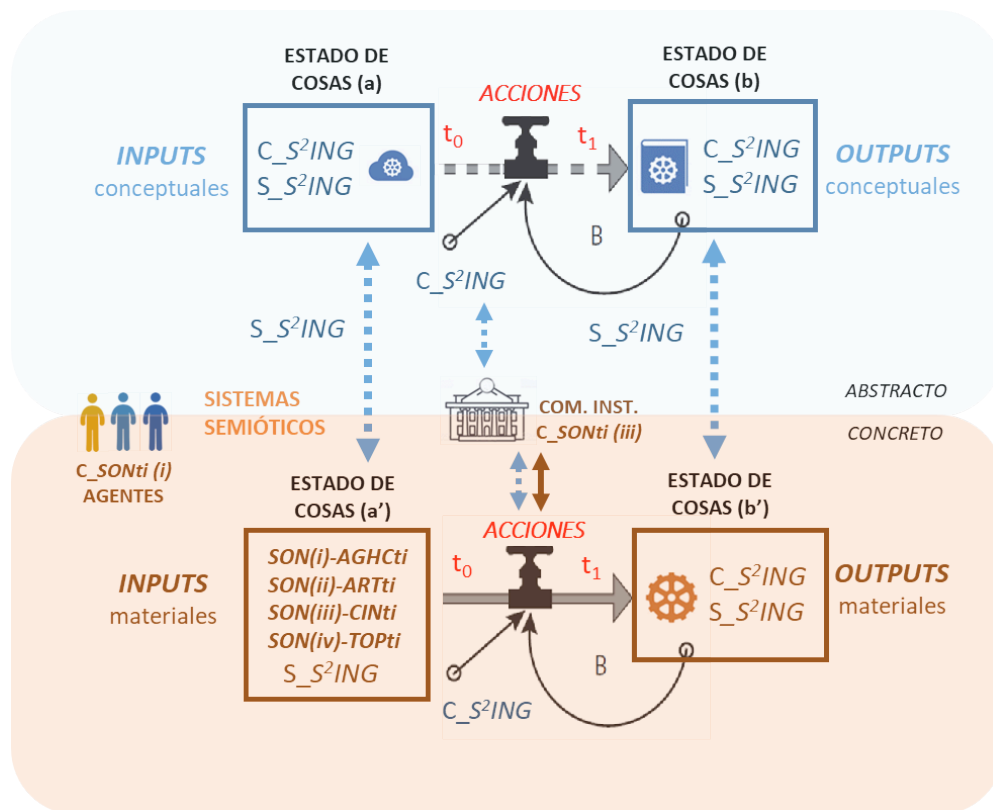 ESTADO DE
COSAS (a)
ESTADO DE
COSAS (b)
ACCIONES
t₀
t₁
INPUTS
conceptuales
C_S²ING
S_S²ING
C_S²ING
S_S²ING
OUTPUTS
conceptuales
B
C_S²ING
S_S²ING
S_S²ING
ABSTRACTO
SISTEMAS
SEMIÓTICOS
COM. INST.
C_SONti (iii)
CONCRETO
C_SONti (i)
AGENTES
ESTADO DE
COSAS (a’)
ESTADO DE
COSAS (b’)
ACCIONES
t₀
t₁
INPUTS
materiales
SON(i)-AGHCti
SON(ii)-ARTti
SON(iii)-CINti
SON(iv)-TOPti
S_S²ING
C_S²ING
S_S²ING
OUTPUTS
materiales
B
C_S²ING